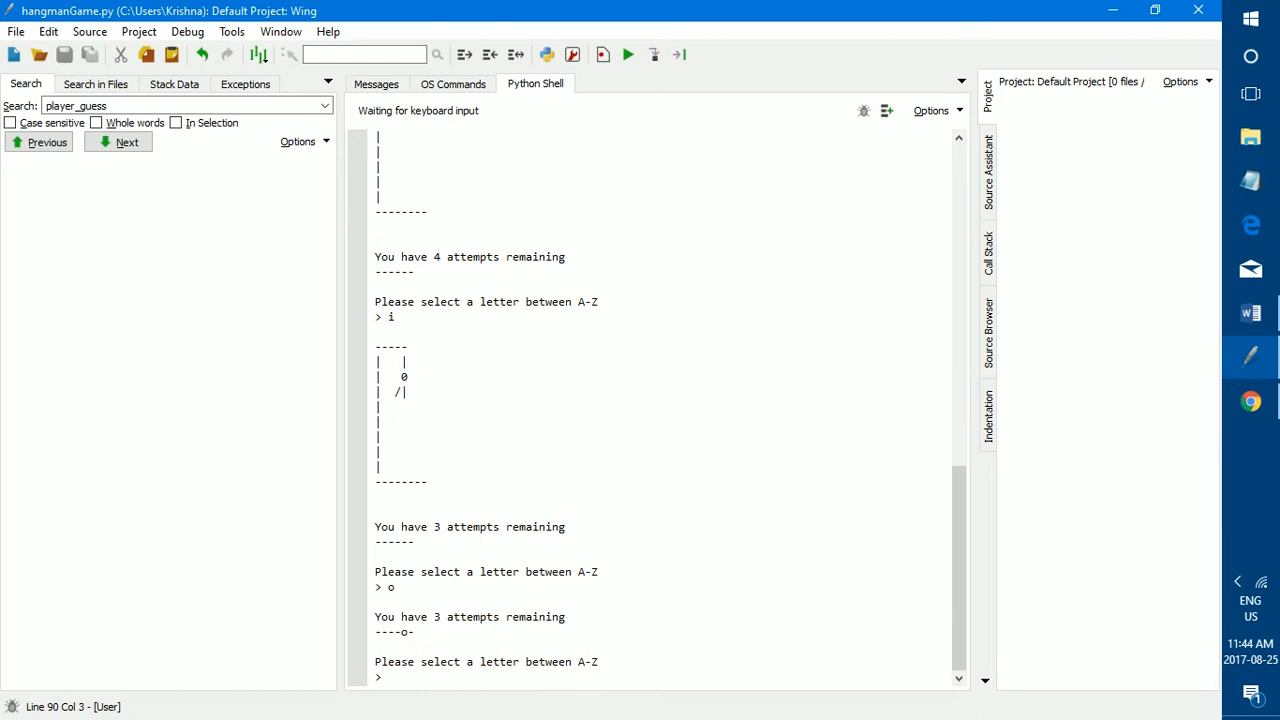 hangmanGame.py (C:\Users\Krishna): Default Project: Wing
File Edit Source Project Debug Tools Window Help
Search Search in Files Stack Data Exceptions
Messages OS Commands Python Shell
Project: Default Project [0 files / Options
Search: player_guess
Case sensitive Whole words In Selection
Previous Next Options
Waiting for keyboard input Options
|
|
|
|
|
--------
You have 4 attempts remaining
------
Please select a letter between A-Z
> i
-----
|   |
|   0
|  /|
|
|
|
|
|
--------
You have 3 attempts remaining
------
Please select a letter between A-Z
> o
You have 3 attempts remaining
----o-
Please select a letter between A-Z
>
Project
Source Assistant
Call Stack
Source Browser
Indentation
ENG
US
11:44 AM
2017-08-25
1
Line 90 Col 3 - [User]